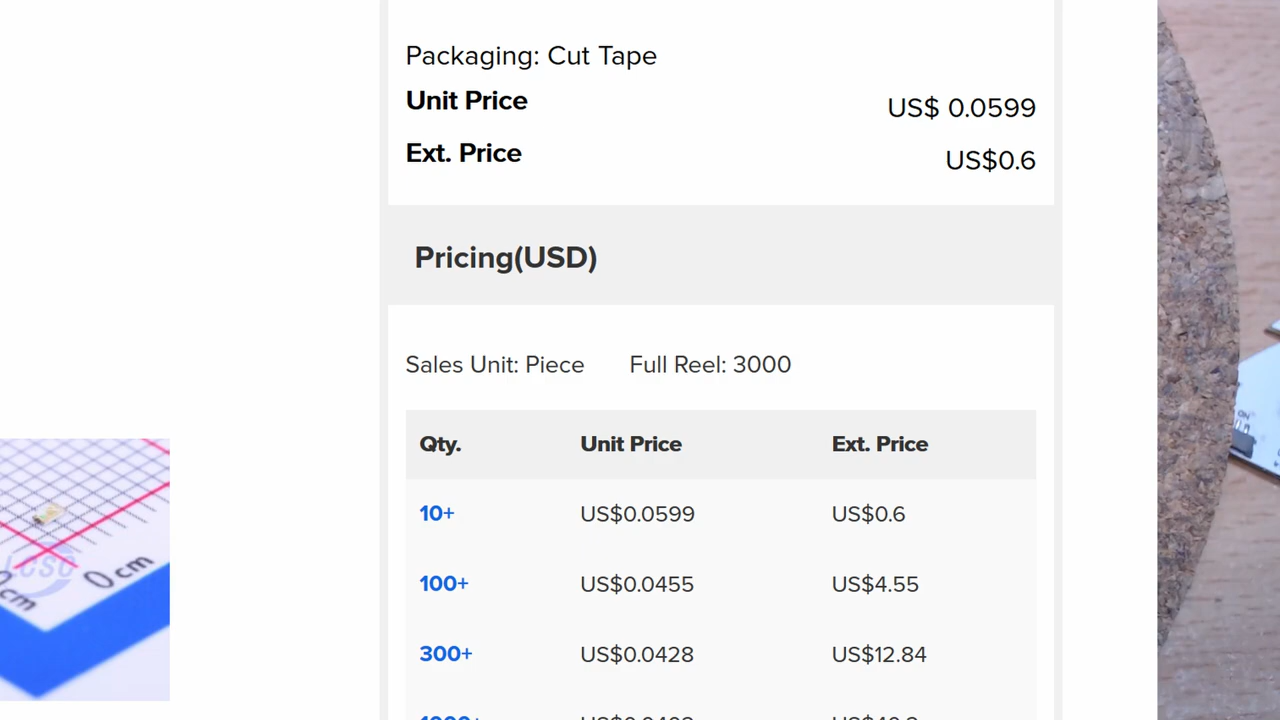 Packaging: Cut Tape
Unit Price US$ 0.0599
Ext. Price US$0.6
Pricing(USD)
Sales Unit: Piece Full Reel: 3000
Qty. Unit Price Ext. Price
10+ US$0.0599 US$0.6
100+ US$0.0455 US$4.55
300+ US$0.0428 US$12.84
LCSC
0 cm
cm